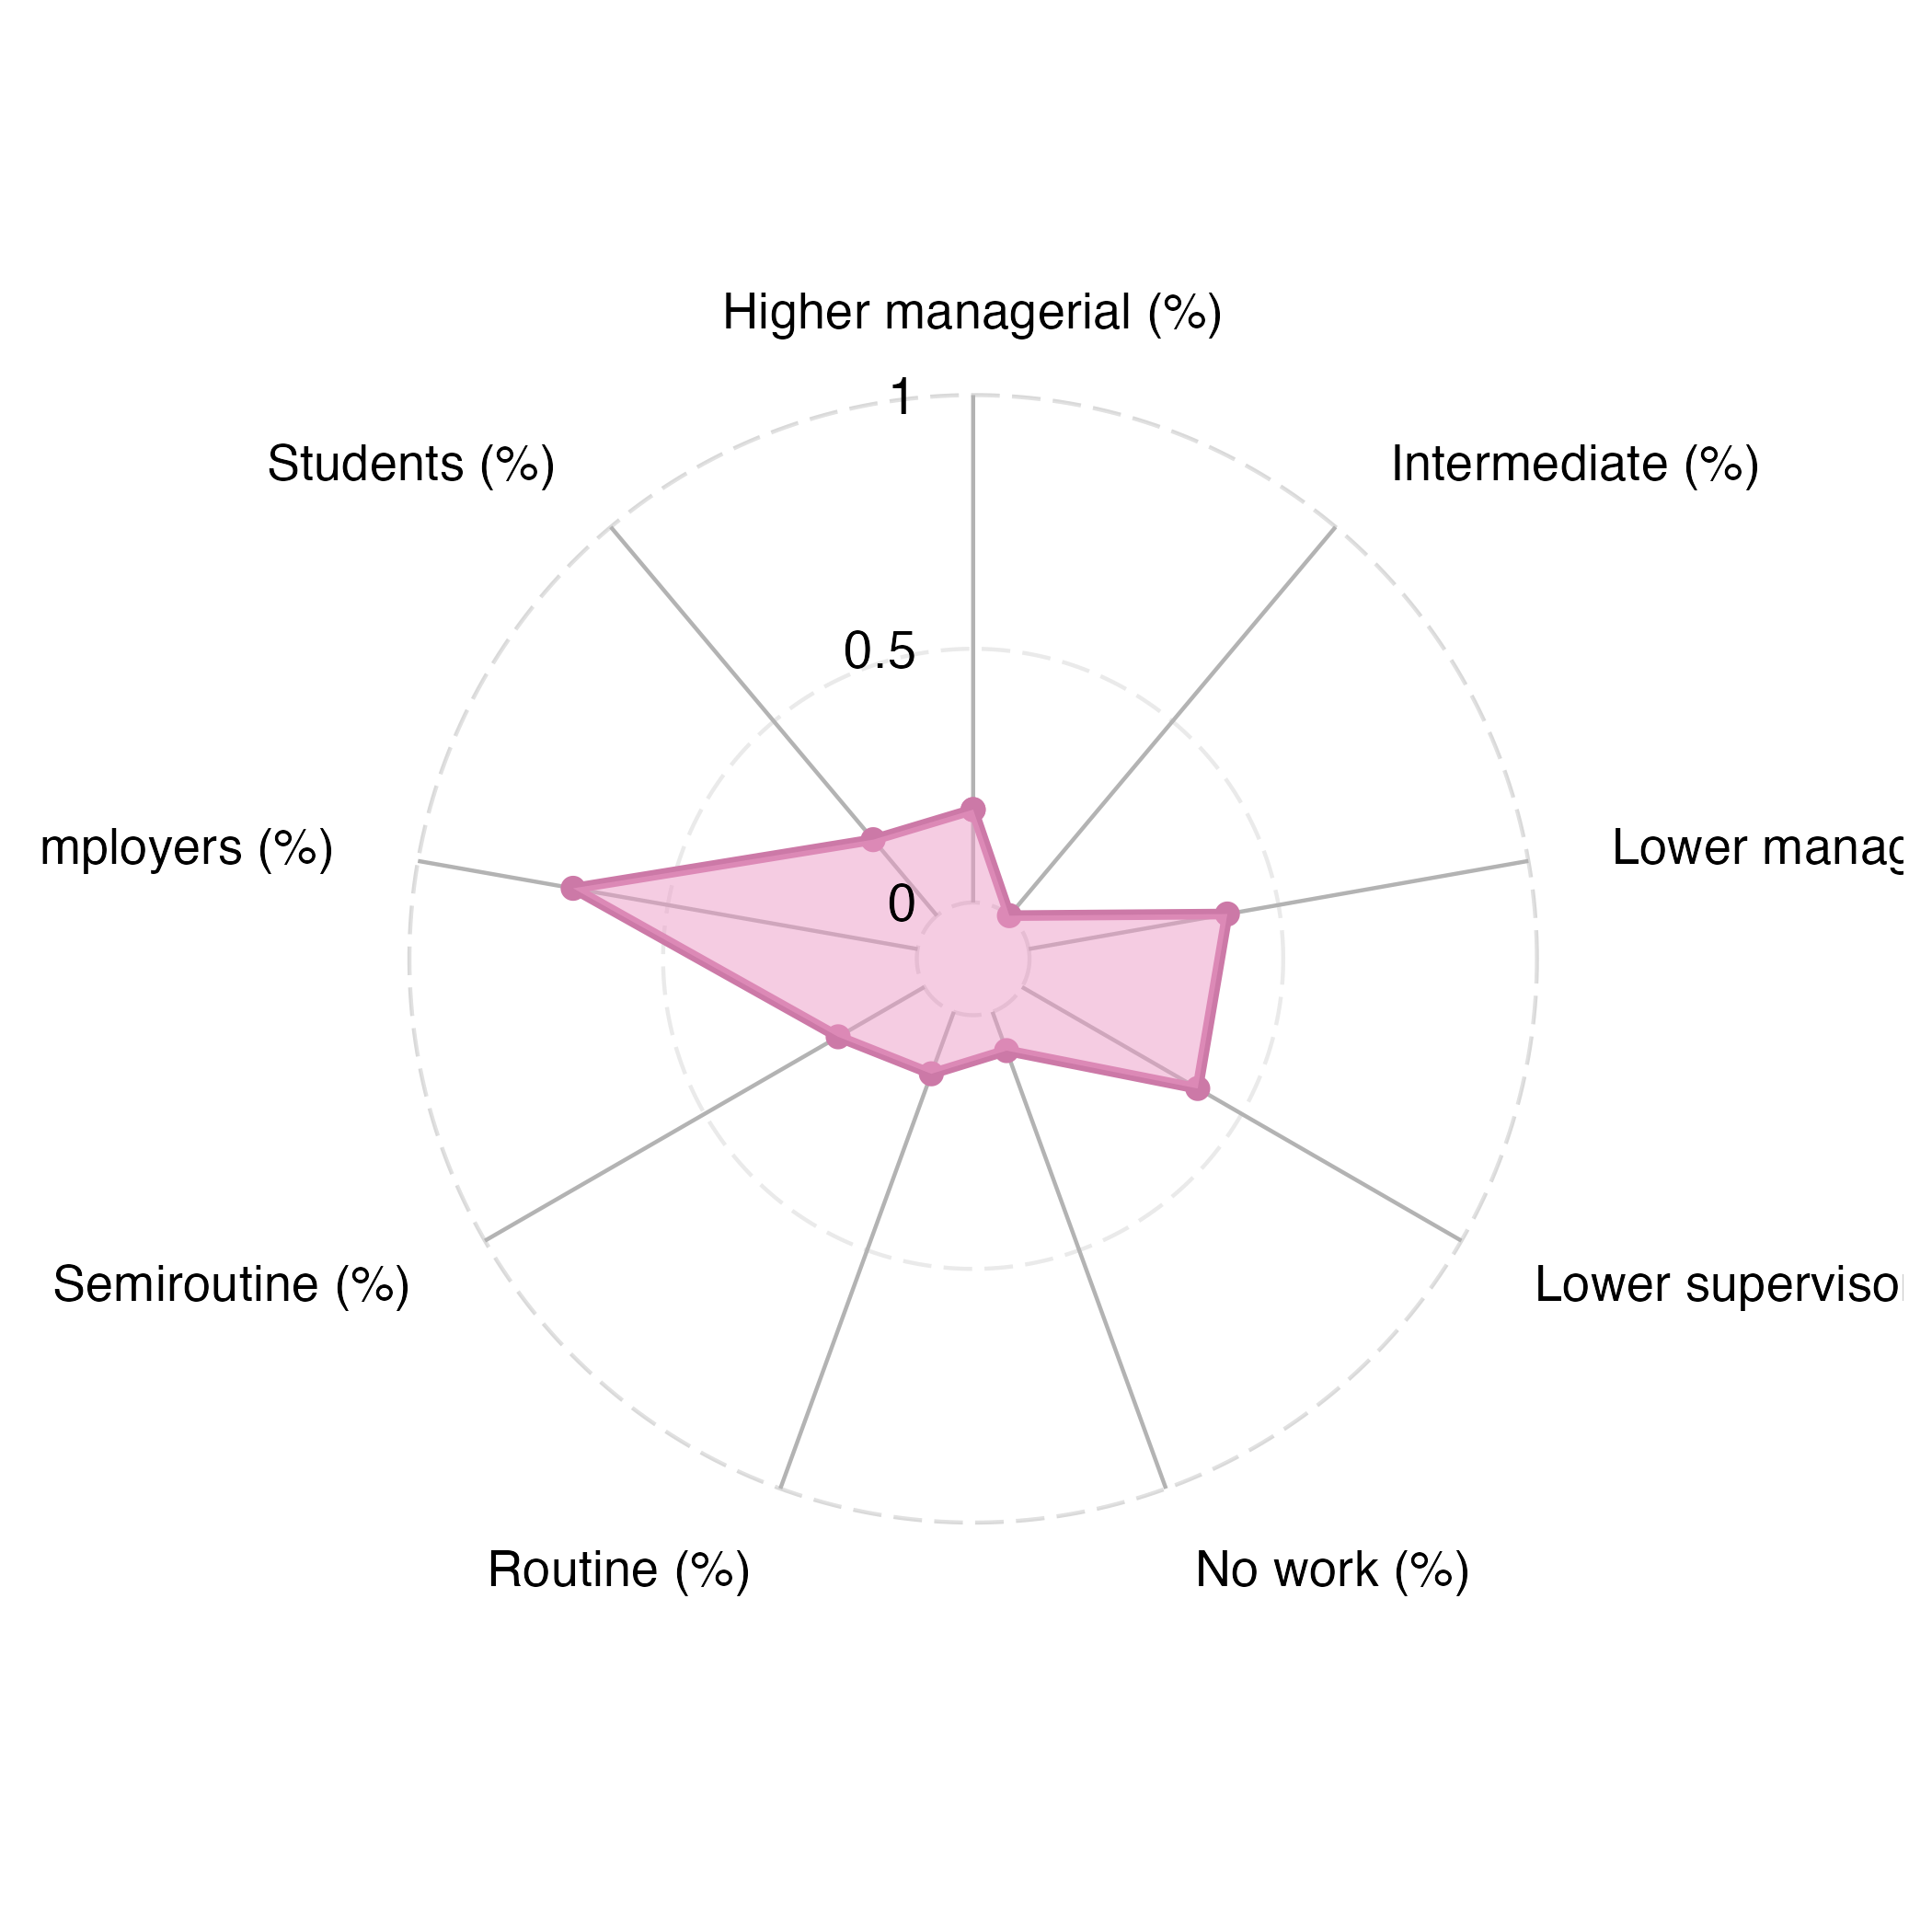 Higher managerial (%)
1
Students (%)
Intermediate (%)
0.5
mployers (%)
Lower manag
0
Semiroutine (%)
Lower superviso
Routine (%)
No work (%)